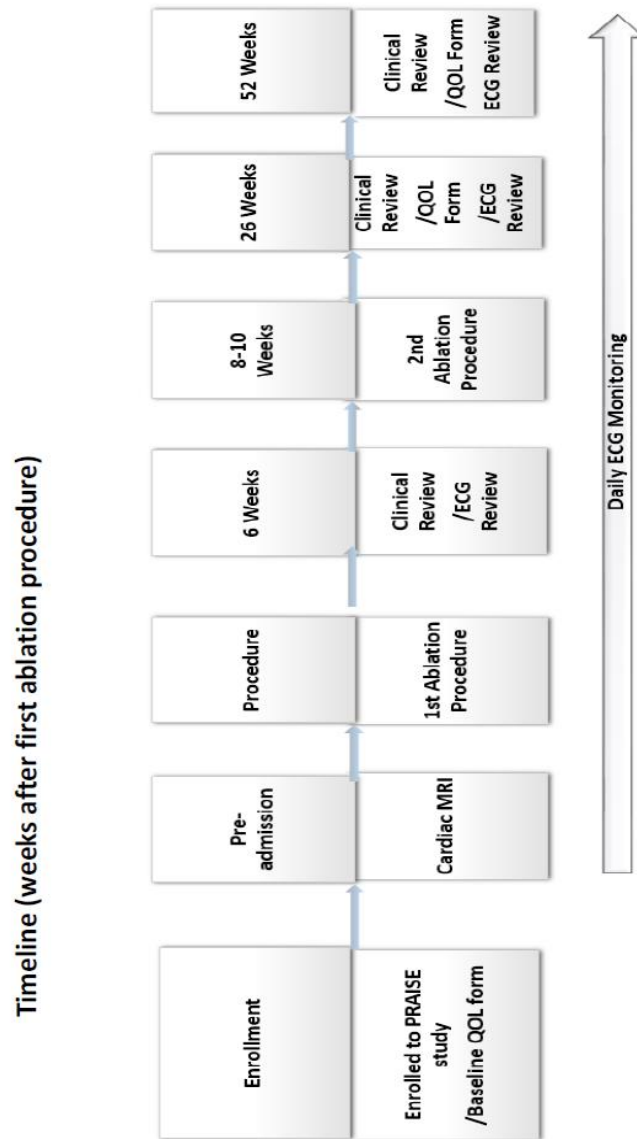 Timeline (weeks after first ablation procedure)
Enrollment
Enrolled to PRAISE
study
/Baseline QOL form
Pre-
admission
Cardiac MRI
Procedure
1st Ablation
Procedure
6 Weeks
Clinical
Review
/ECG
Review
8-10
Weeks
2nd
Ablation
Procedure
26 Weeks
Clinical
Review
/QOL
Form
/ECG
Review
52 Weeks
Clinical
Review
/QOL Form
ECG Review
Daily ECG Monitoring